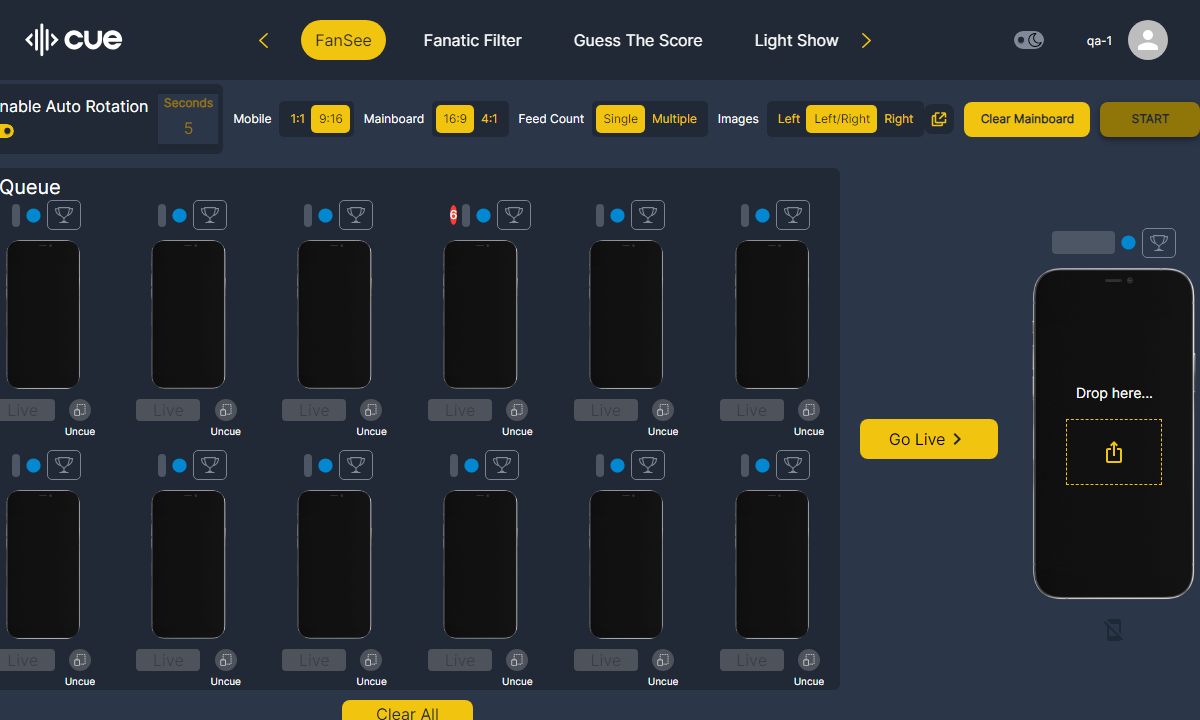 cue
FanSee
Fanatic Filter
Guess The Score
Light Show
qa-1
nable Auto Rotation
Seconds
5
Mobile
1:1
9:16
Mainboard
16:9
4:1
Feed Count
Single
Multiple
Images
Left
Left/Right
Right
Clear Mainboard
START
Queue
6
Live
Live
Live
Live
Live
Live
Uncue
Uncue
Uncue
Uncue
Uncue
Uncue
Drop here...
Go Live
Live
Live
Live
Live
Live
Live
Uncue
Uncue
Uncue
Uncue
Uncue
Uncue
Clear All